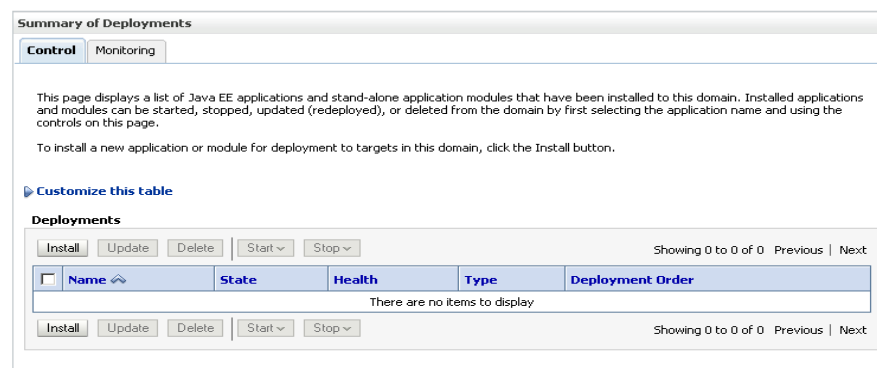 Summary of Deployments
Control Monitoring
This page displays a list of Java EE applications and stand-alone application modules that have been installed to this domain. Installed applications
and modules can be started, stopped, updated (redeployed), or deleted from the domain by first selecting the application name and using the
controls on this page.
To install a new application or module for deployment to targets in this domain, click the Install button.
Customize this table
Deployments
Install Update Delete Start Stop Showing 0 to 0 of 0 Previous | Next
Name State Health Type Deployment Order
There are no items to display
Install Update Delete Start Stop Showing 0 to 0 of 0 Previous | Next